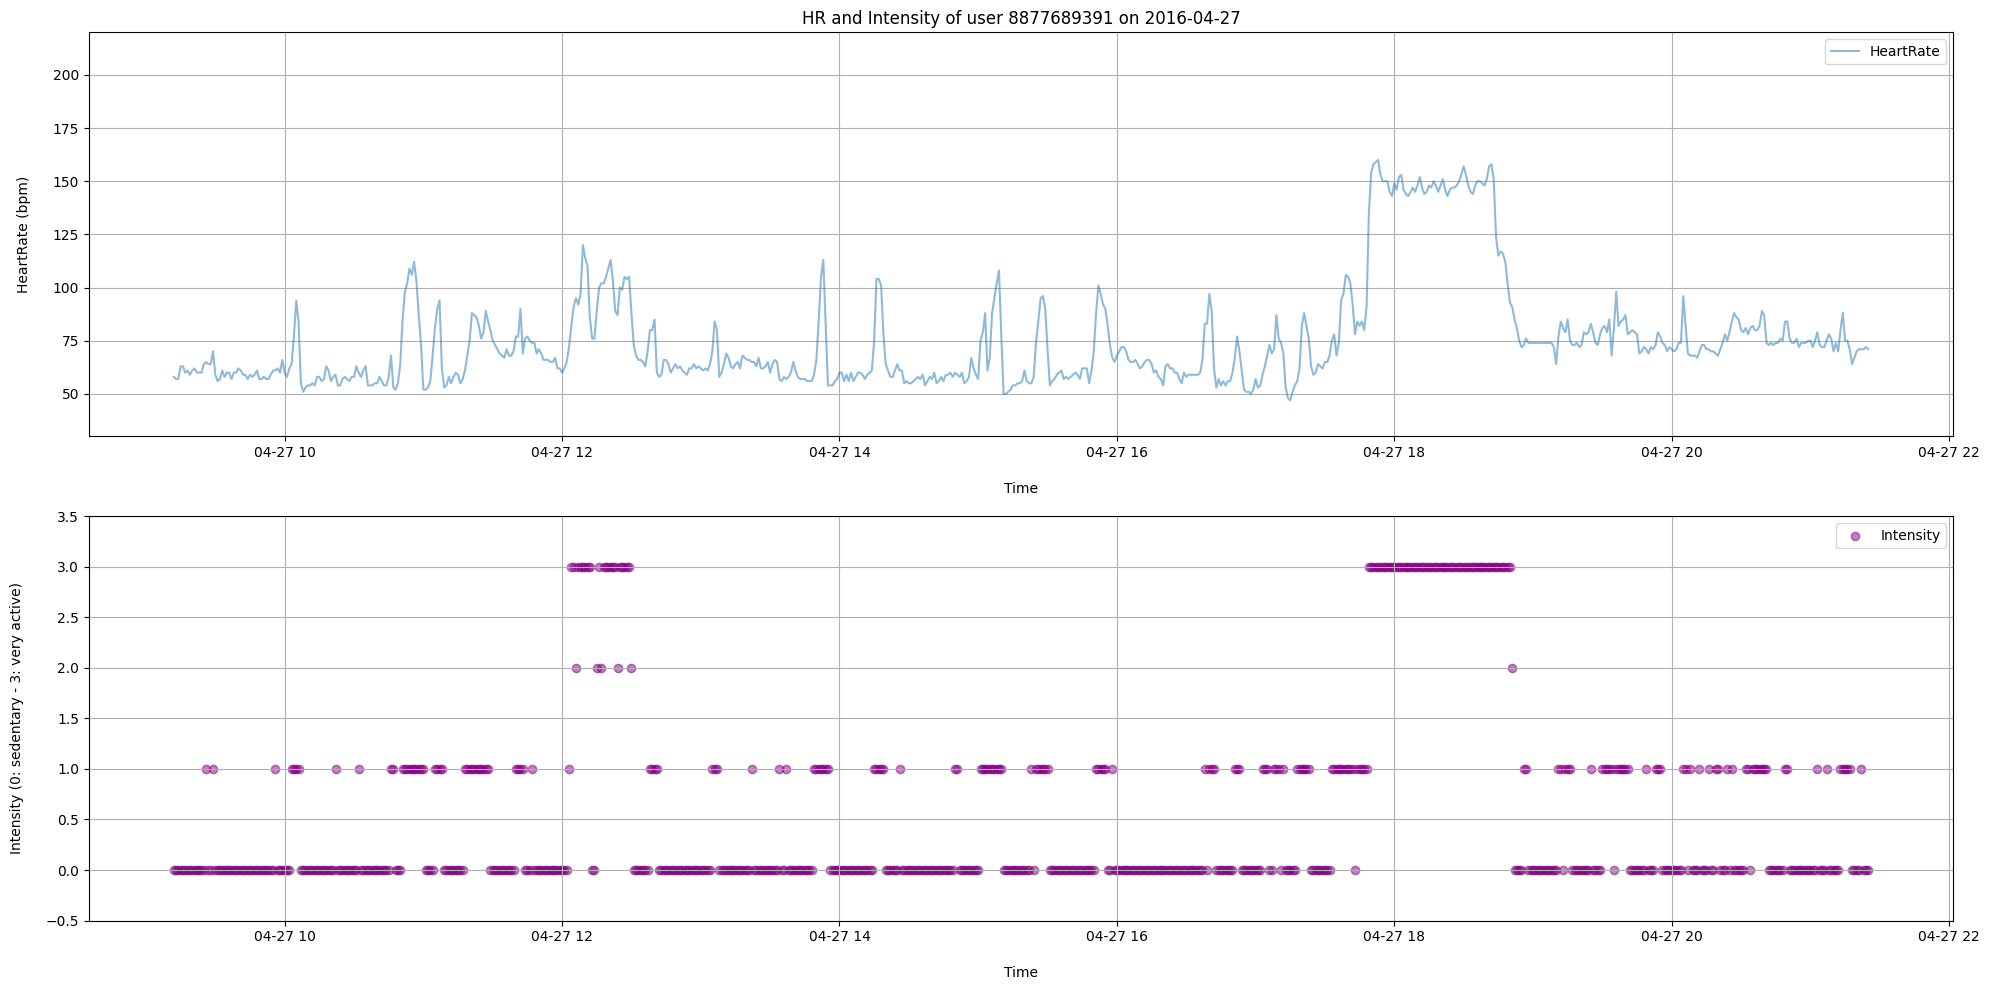 HR and Intensity of user 8877689391 on 2016-04-27
HeartRate
200
175
150
125
100
75
50
HeartRate (bpm)
04-27 10 04-27 12 04-27 14 04-27 16 04-27 18 04-27 20 04-27 22
Time
Intensity
3.5
3.0
2.5
2.0
1.5
1.0
0.5
0.0
−0.5
Intensity (0: sedentary - 3: very active)
04-27 10 04-27 12 04-27 14 04-27 16 04-27 18 04-27 20 04-27 22
Time